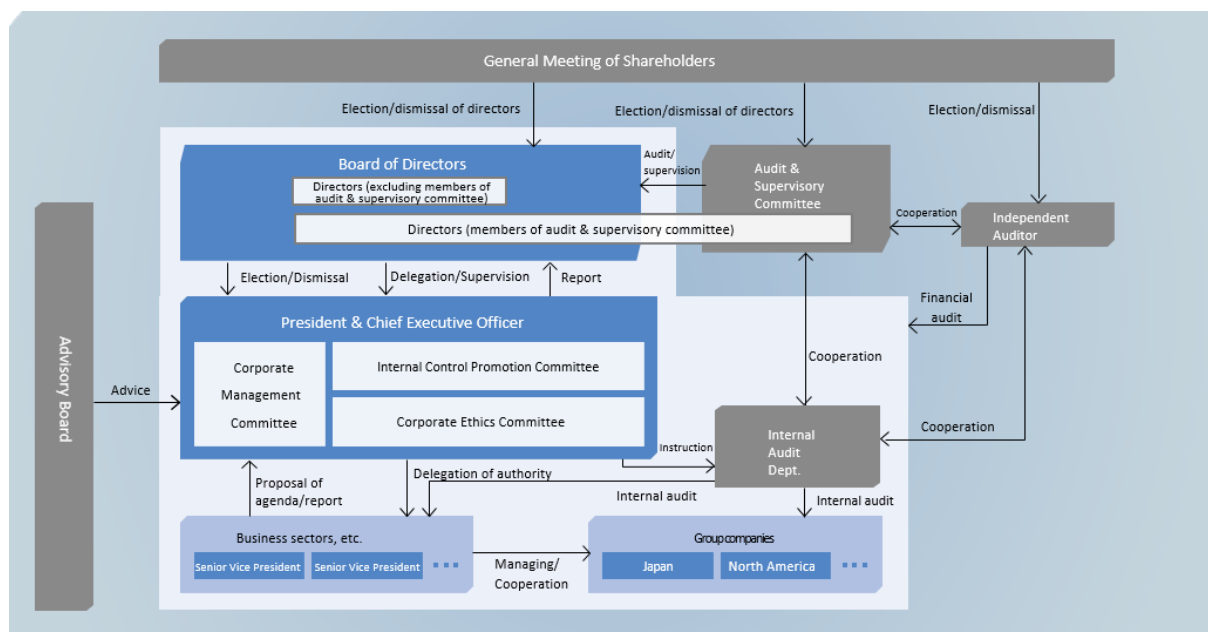 General Meeting of Shareholders
Election/dismissal of directors
Election/dismissal of directors
Election/dismissal
Board of Directors
Directors (excluding members of
audit & supervisory committee)
Directors (members of audit & supervisory committee)
Audit/
supervision
Audit &
Supervisory
Committee
Cooperation
Independent
Auditor
Election/Dismissal
Delegation/Supervision
Report
Financial
audit
President & Chief Executive Officer
Corporate
Management
Committee
Internal Control Promotion Committee
Corporate Ethics Committee
Advisory Board
Advice
Cooperation
Internal
Audit
Dept.
Cooperation
Instruction
Proposal of
agenda/report
Delegation of authority
Internal audit
Internal audit
Business sectors, etc.
Senior Vice President
Senior Vice President
Managing/
Cooperation
Group companies
Japan
North America